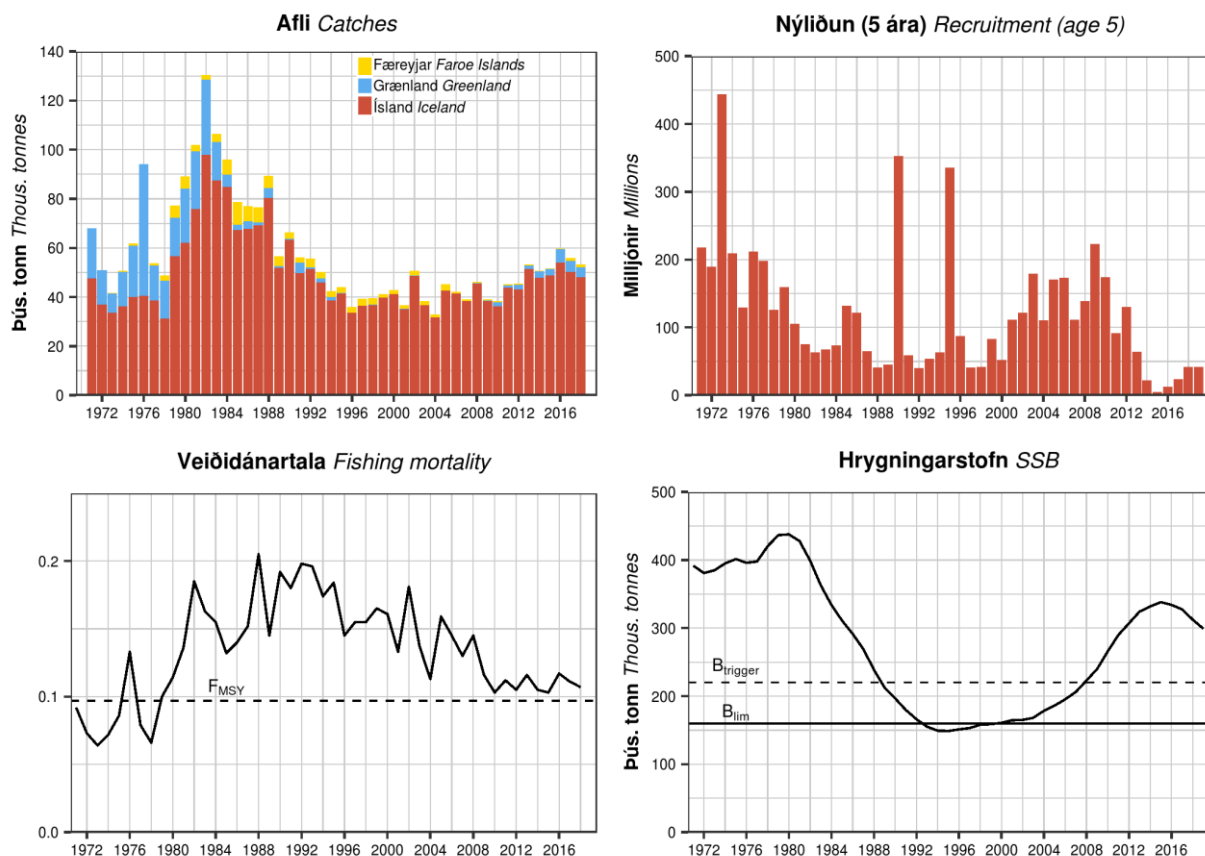 Afli Catches
Þús. tonn Thous. tonnes
140
120
100
80
60
40
20
0
Færeyjar Faroe Islands
Grænland Greenland
Ísland Iceland
1972 1976 1980 1984 1988 1992 1996 2000 2004 2008 2012 2016
Nýliðun (5 ára) Recruitment (age 5)
Milljónir Millions
500
400
300
200
100
0
1972 1976 1980 1984 1988 1992 1996 2000 2004 2008 2012 2016
Veiðidánartala Fishing mortality
0.2
0.1
0.0
FMSY
1972 1976 1980 1984 1988 1992 1996 2000 2004 2008 2012 2016
Hrygningarstofn SSB
Þús. tonn Thous. tonnes
500
400
300
200
100
0
Btrigger
Blim
1972 1976 1980 1984 1988 1992 1996 2000 2004 2008 2012 2016